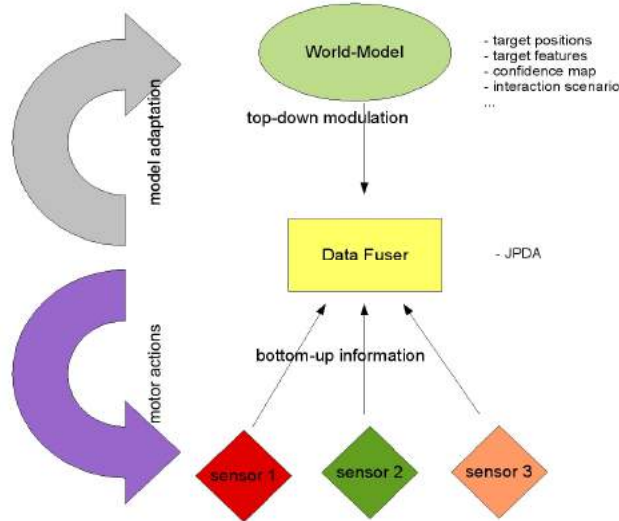 World-Model
- target positions
- target features
- confidence map
- interaction scenario
...
top-down modulation
model adaptation
Data Fuser
- JPDA
bottom-up information
motor actions
sensor 1
sensor 2
sensor 3